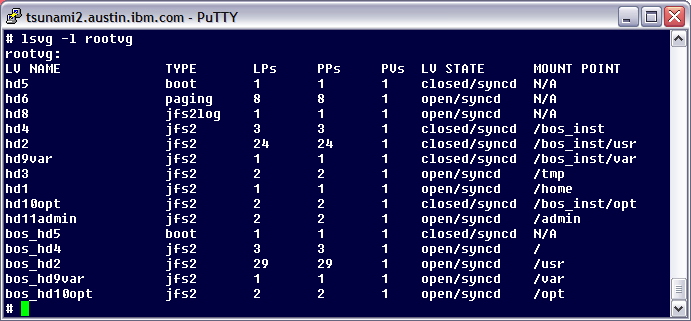 tsunami2.austin.ibm.com - PuTTY
# lsvg -l rootvg
rootvg:
LV NAME TYPE LPs PPs PVs LV STATE MOUNT POINT
hd5 boot 1 1 1 closed/syncd N/A
hd6 paging 8 8 1 open/syncd N/A
hd8 jfs2log 1 1 1 open/syncd N/A
hd4 jfs2 3 3 1 closed/syncd /bos_inst
hd2 jfs2 24 24 1 closed/syncd /bos_inst/usr
hd9var jfs2 1 1 1 closed/syncd /bos_inst/var
hd3 jfs2 2 2 1 open/syncd /tmp
hd1 jfs2 1 1 1 open/syncd /home
hd10opt jfs2 2 2 1 closed/syncd /bos_inst/opt
hd11admin jfs2 2 2 1 open/syncd /admin
bos_hd5 boot 1 1 1 closed/syncd N/A
bos_hd4 jfs2 3 3 1 open/syncd /
bos_hd2 jfs2 29 29 1 open/syncd /usr
bos_hd9var jfs2 1 1 1 open/syncd /var
bos_hd10opt jfs2 2 2 1 open/syncd /opt
#